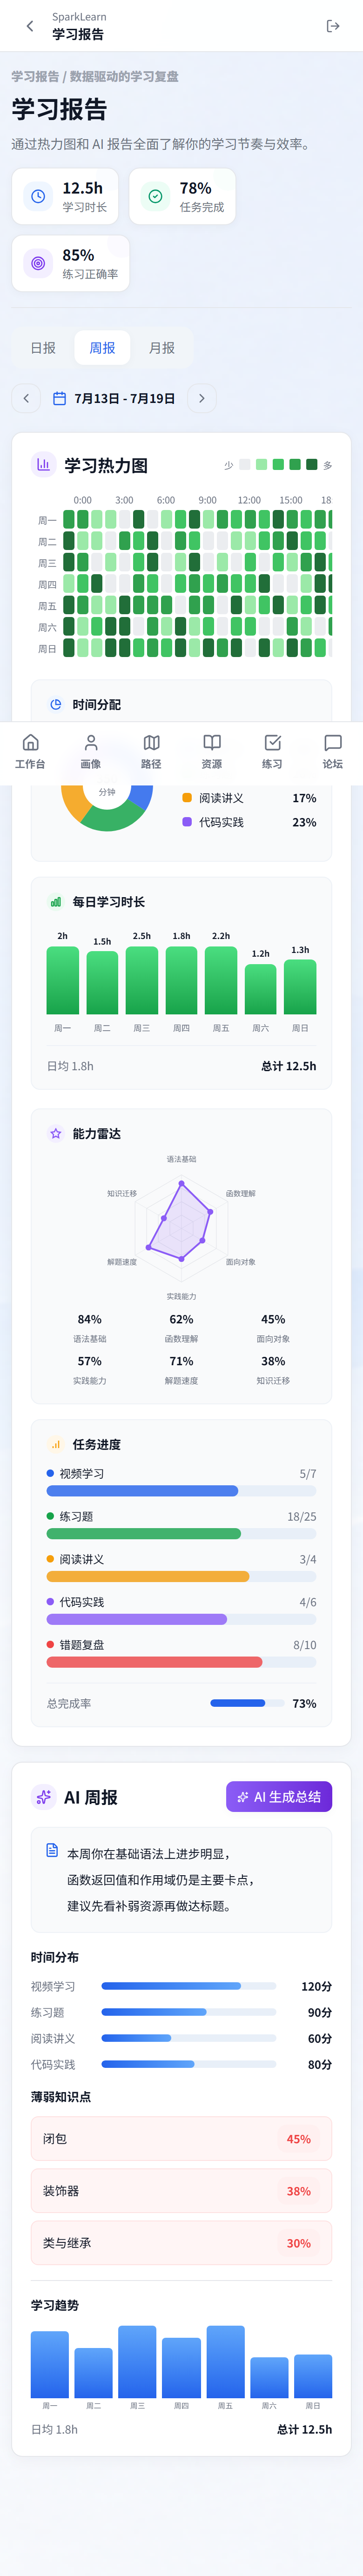 SparkLearn
学习报告
学习报告 / 数据驱动的学习复盘
学习报告
通过热力图和 AI 报告全面了解你的学习节奏与效率。
12.5h
学习时长
78%
任务完成
85%
练习正确率
日报 周报 月报
7月13日 - 7月19日
学习热力图
少 多
0:00 3:00 6:00 9:00 12:00 15:00 18
周一
周二
周三
周四
周五
周六
周日
时间分配
工作台 画像 路径 资源 练习 论坛
分钟
阅读讲义 17%
代码实践 23%
每日学习时长
2h 1.5h 2.5h 1.8h 2.2h 1.2h 1.3h
周一 周二 周三 周四 周五 周六 周日
日均 1.8h 总计 12.5h
能力雷达
语法基础
知识迁移 函数理解
解题速度 面向对象
实践能力
84% 62% 45%
语法基础 函数理解 面向对象
57% 71% 38%
实践能力 解题速度 知识迁移
任务进度
视频学习 5/7
练习题 18/25
阅读讲义 3/4
代码实践 4/6
错题复盘 8/10
总完成率 73%
AI 周报
AI 生成总结
本周你在基础语法上进步明显，
函数返回值和作用域仍是主要卡点，
建议先看补弱资源再做达标题。
时间分布
视频学习 120分
练习题 90分
阅读讲义 60分
代码实践 80分
薄弱知识点
闭包 45%
装饰器 38%
类与继承 30%
学习趋势
周一 周二 周三 周四 周五 周六 周日
日均 1.8h 总计 12.5h